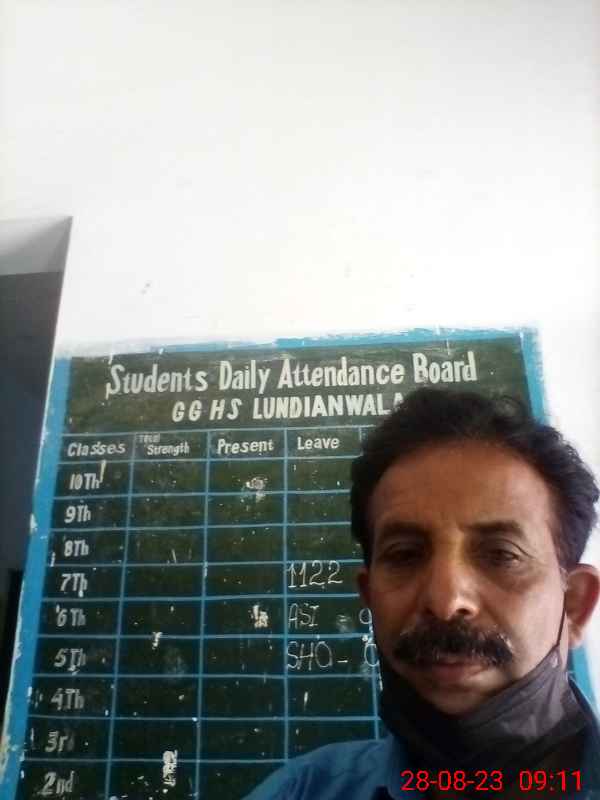 Students Daily Attendance Board
GGHS LUNDIANWALA
Classes Total Strength Present Leave
10Th
9Th
8Th
7Th 1122
6Th ASI -
5Th SHO -
4Th
3rd
2nd
28-08-23 09:11